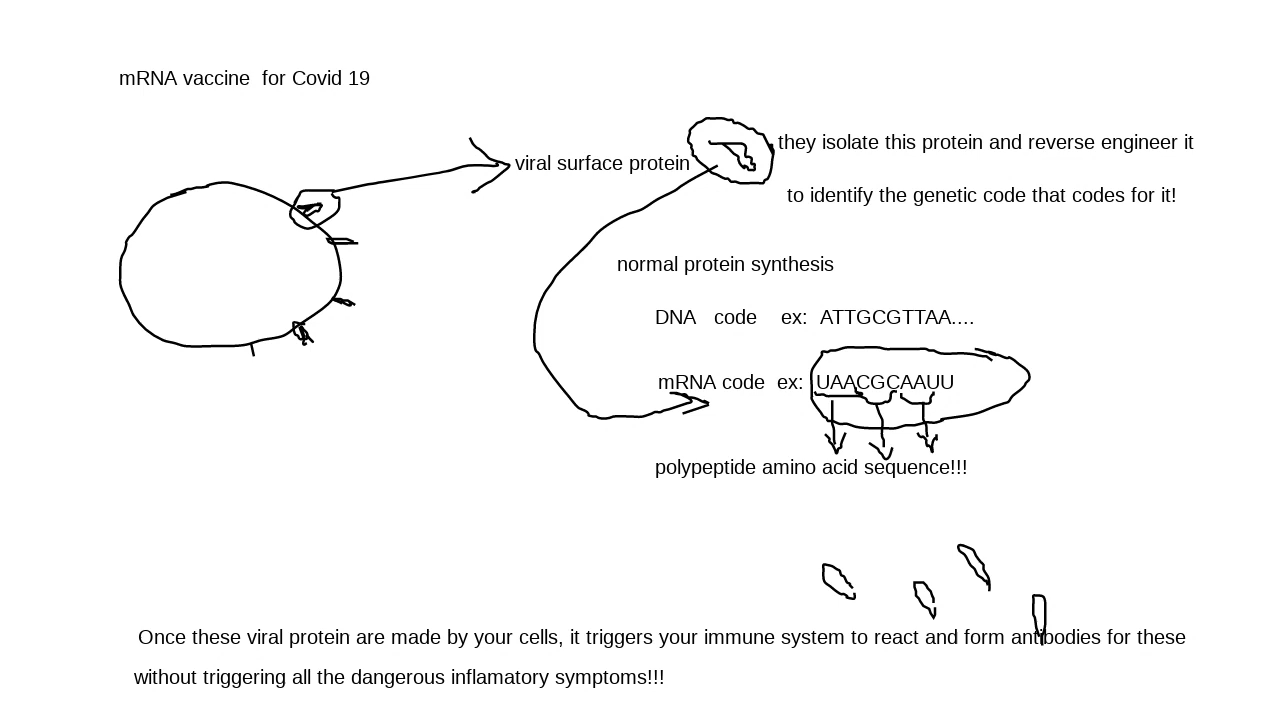 mRNA vaccine  for Covid 19
they isolate this protein and reverse engineer it
viral surface protein
to identify the genetic code that codes for it!
normal protein synthesis
DNA   code    ex:  ATTGCGTTAA....
mRNA code  ex:  UAACGCAAUU
polypeptide amino acid sequence!!!
Once these viral protein are made by your cells, it triggers your immune system to react and form antibodies for these
without triggering all the dangerous inflamatory symptoms!!!